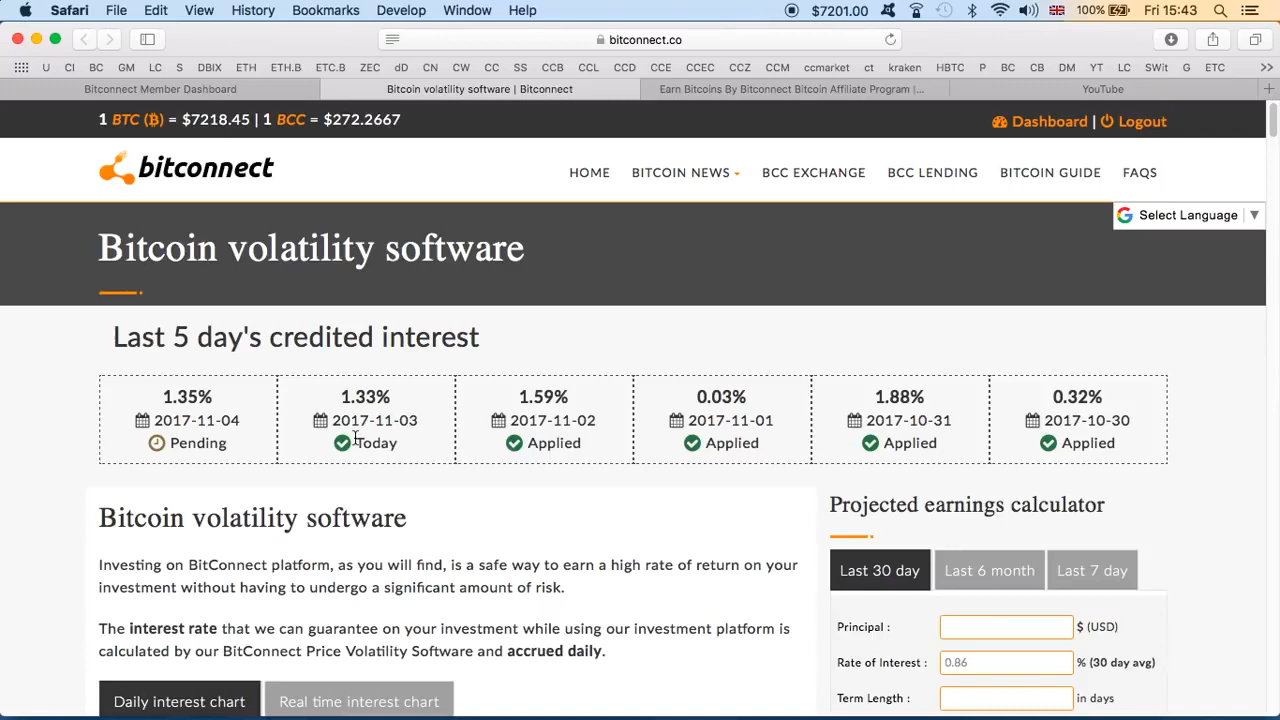 Safari File Edit View History Bookmarks Develop Window Help $7201.00 100% Fri 15:43
bitconnect.co
U CI BC GM LC S DBIX ETH ETH.B ETC.B ZEC dD CN CW CC SS CCB CCL CCD CCE CCEC CCZ CCM ccmarket ct kraken HBTC P BC CB DM YT LC SWit G ETC >>
Bitconnect Member Dashboard Bitcoin volatility software | Bitconnect Earn Bitcoins By Bitconnect Bitcoin Affiliate Program |... YouTube +
1 BTC (₿) = $7218.45 | 1 BCC = $272.2667 Dashboard | Logout
bitconnect HOME BITCOIN NEWS BCC EXCHANGE BCC LENDING BITCOIN GUIDE FAQS
G Select Language ▼
Bitcoin volatility software
Last 5 day's credited interest
1.35% 1.33% 1.59% 0.03% 1.88% 0.32%
2017-11-04 2017-11-03 2017-11-02 2017-11-01 2017-10-31 2017-10-30
Pending Today Applied Applied Applied Applied
Bitcoin volatility software
Investing on BitConnect platform, as you will find, is a safe way to earn a high rate of return on your
investment without having to undergo a significant amount of risk.
The interest rate that we can guarantee on your investment while using our investment platform is
calculated by our BitConnect Price Volatility Software and accrued daily.
Daily interest chart Real time interest chart
Projected earnings calculator
Last 30 day Last 6 month Last 7 day
Principal : $ (USD)
Rate of Interest : 0.86 % (30 day avg)
Term Length : in days